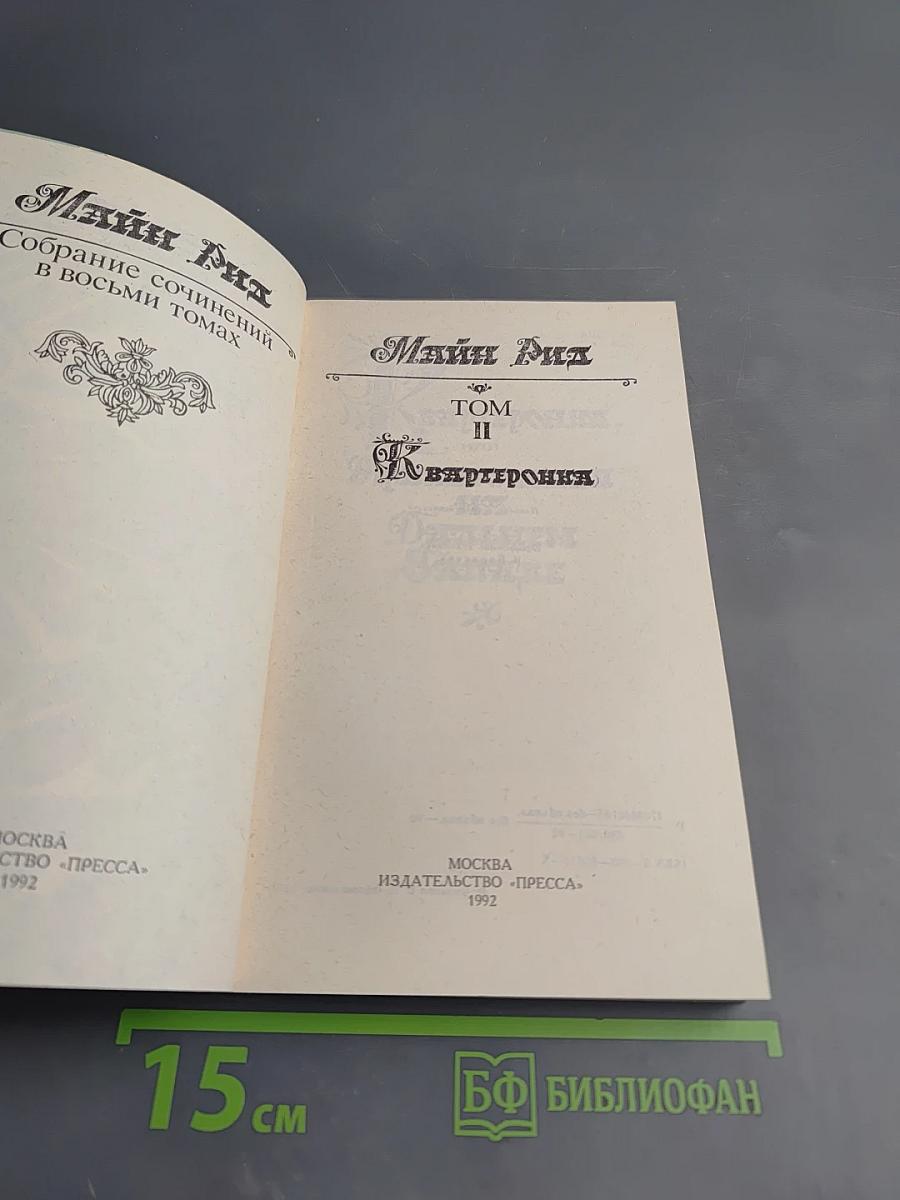 Майн Рид
Собрание сочинений
в восьми томах
МОСКВА
СТВО «ПРЕССА»
1992
Майн Рид
ТОМ
II
Квартеронка
МОСКВА
ИЗДАТЕЛЬСТВО «ПРЕССА»
1992
15 см
БФ БИБЛИОФАН